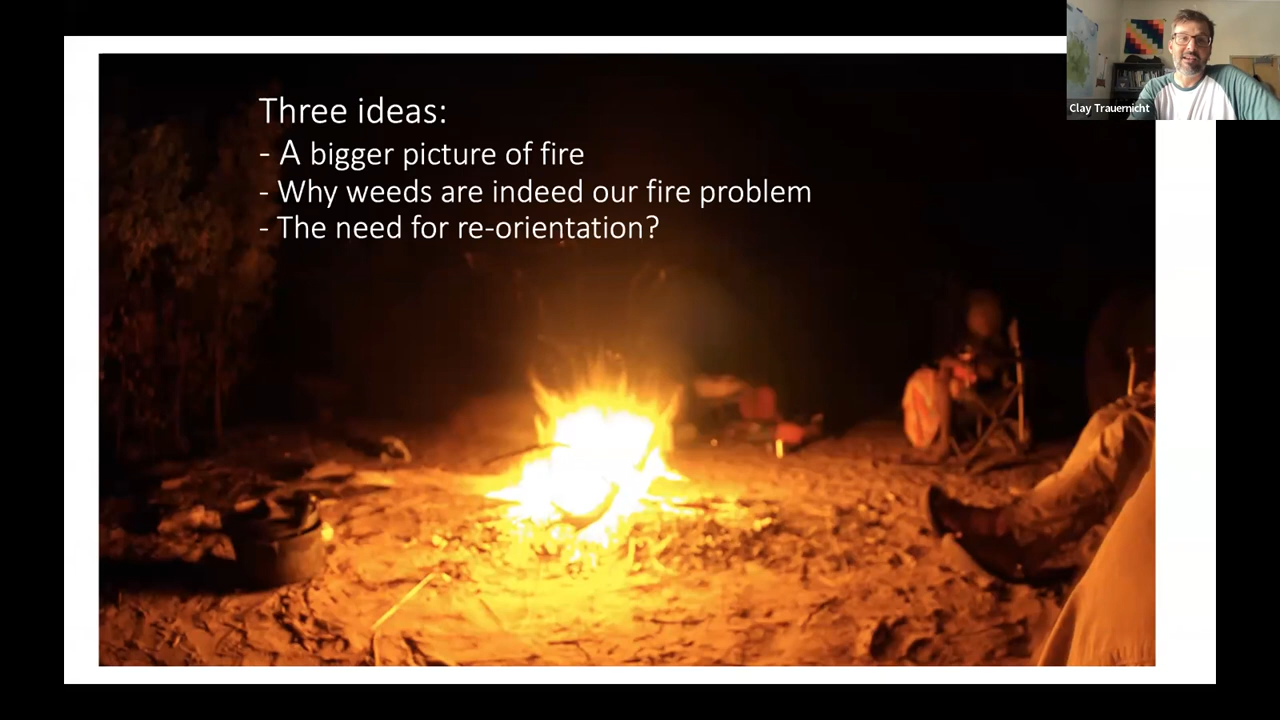 Three ideas:
- A bigger picture of fire
- Why weeds are indeed our fire problem
- The need for re-orientation?
Clay Trauernicht